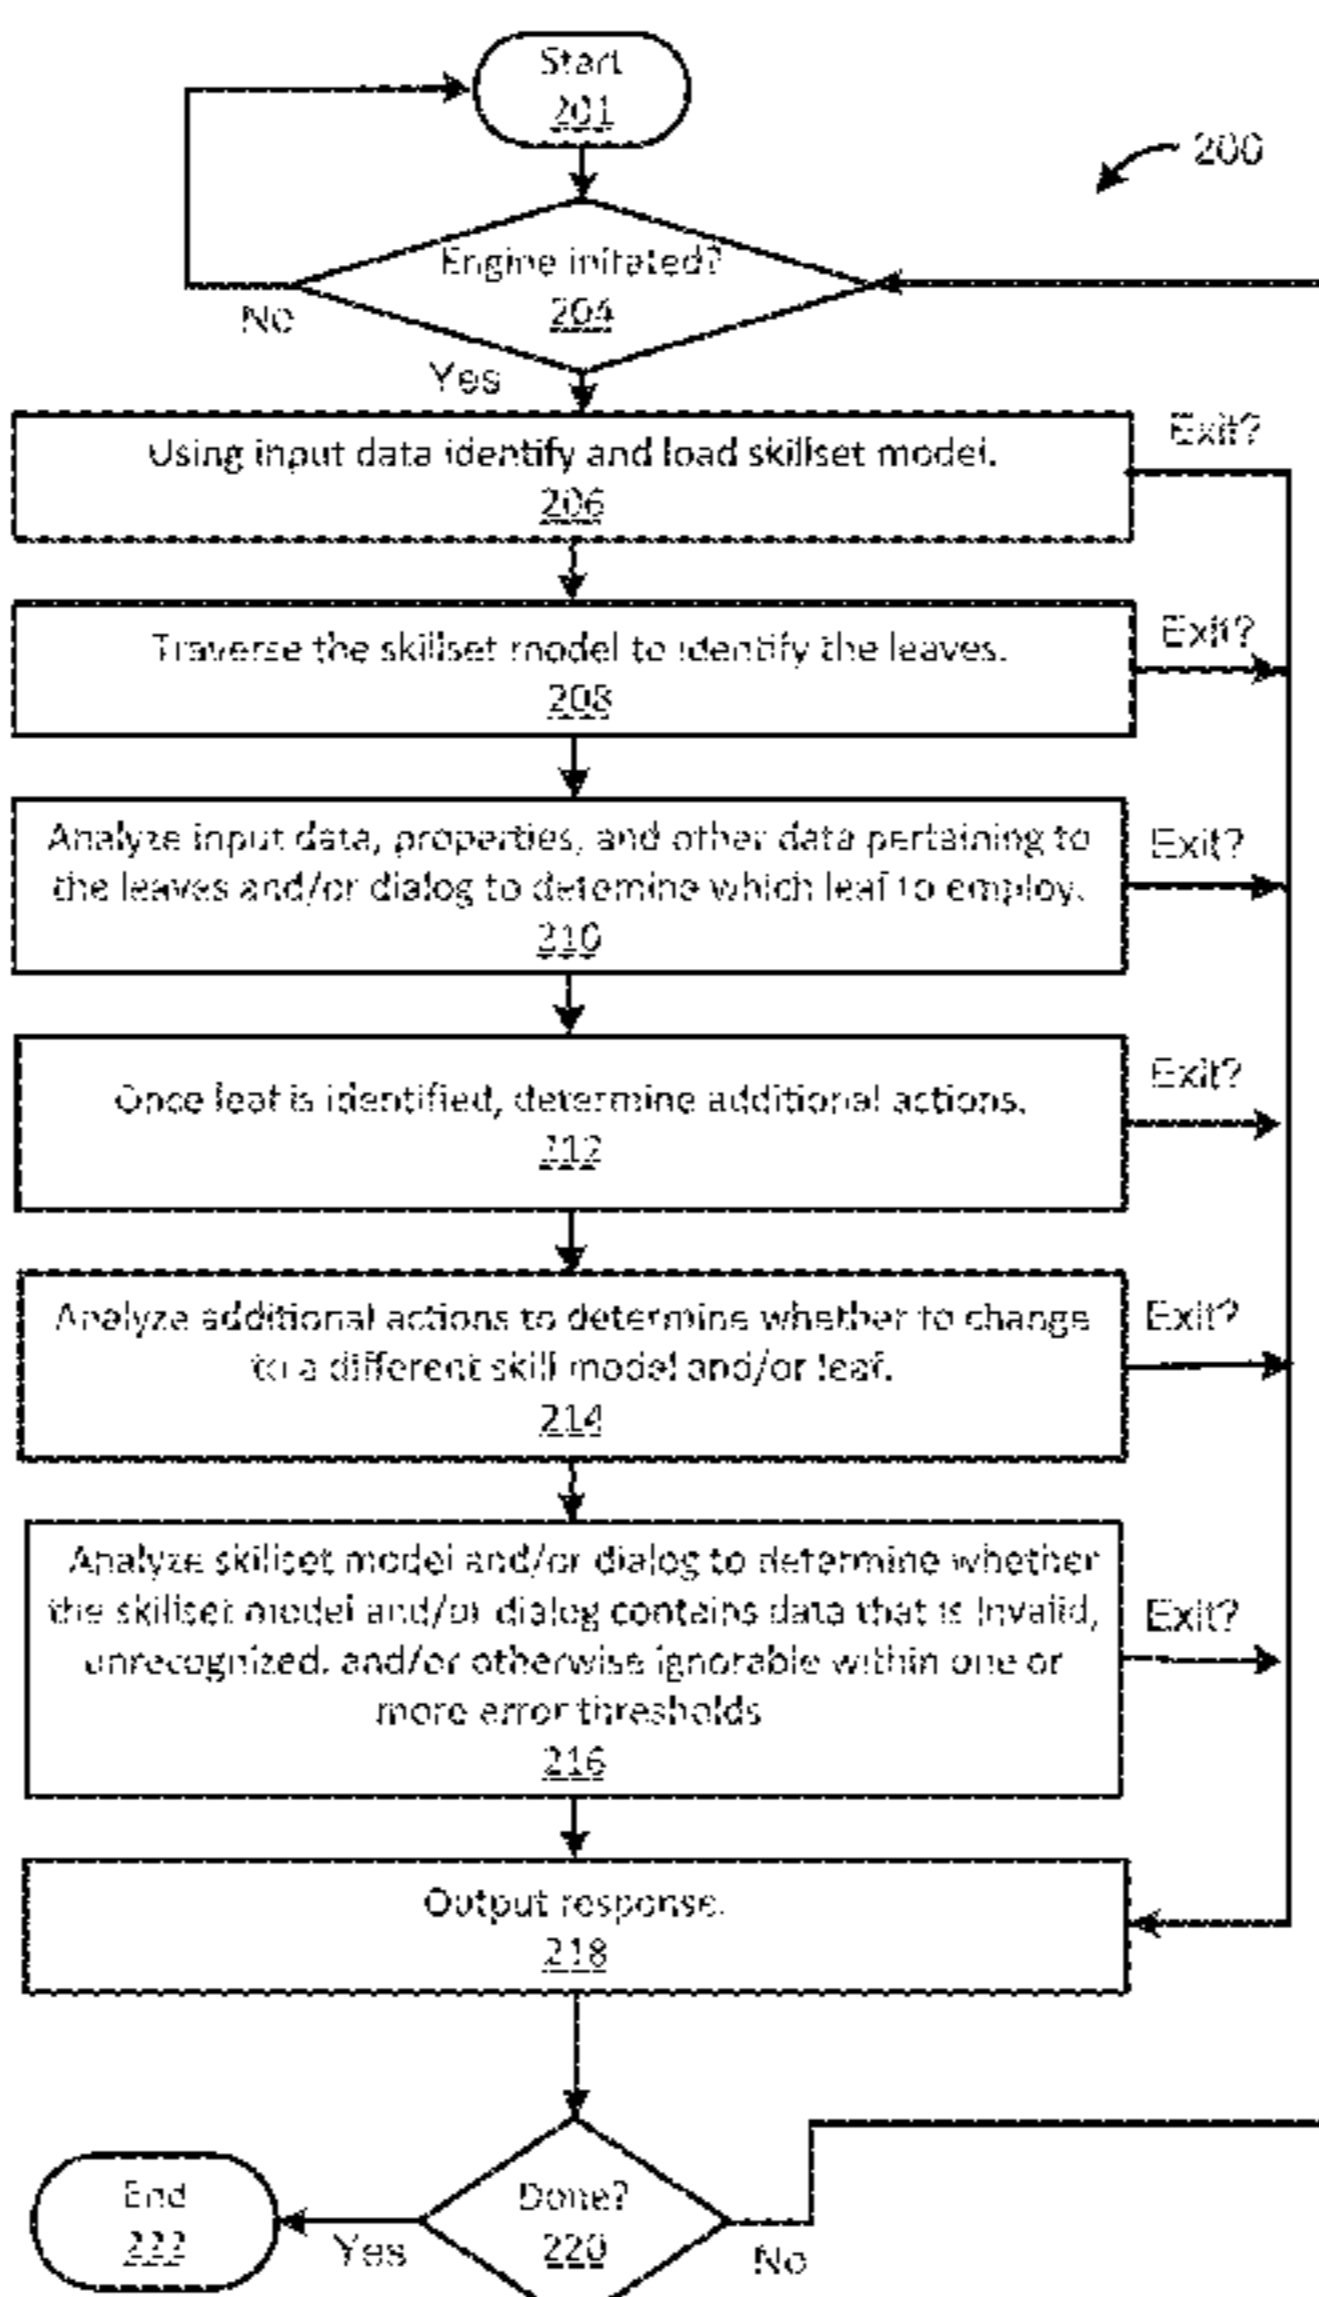 Start
201
200
Engine initated?
204
No
Yes
Using input data identify and load skillset model.
206
Exit?
Traverse the skillset model to identify the leaves.
208
Exit?
Analyze input data, properties, and other data pertaining to
the leaves and/or dialog to detemine which leaf to employ.
210
Exit?
Once leaf is identified, determine additional actions.
212
Exit?
Analyze additional actions to determine whether to change
to a different skill model and/or leaf.
214
Exit?
Analyze skillset model and/or dialog to determine whether
the skillset model and/or dialog contains data that is invalid,
unrecognized, and/or otherwise ignorable within one or
more error thresholds
216
Exit?
Output response.
218
Done?
220
Yes
No
End
222